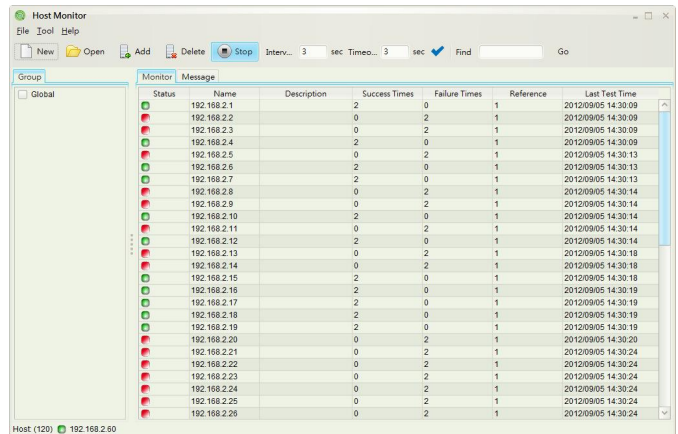 Host Monitor
File Tool Help
New Open Add Delete Stop Interv... 3 sec Timeo... 3 sec Find Go
Group
Monitor Message
Global
Status Name Description Success Times Failure Times Reference Last Test Time
192.168.2.1 2 0 1 2012/09/05 14:30:09
192.168.2.2 0 2 1 2012/09/05 14:30:09
192.168.2.3 0 2 1 2012/09/05 14:30:09
192.168.2.4 2 0 1 2012/09/05 14:30:09
192.168.2.5 0 2 1 2012/09/05 14:30:13
192.168.2.6 2 0 1 2012/09/05 14:30:13
192.168.2.7 2 0 1 2012/09/05 14:30:13
192.168.2.8 0 2 1 2012/09/05 14:30:14
192.168.2.9 0 2 1 2012/09/05 14:30:14
192.168.2.10 2 0 1 2012/09/05 14:30:14
192.168.2.11 0 2 1 2012/09/05 14:30:14
192.168.2.12 2 0 1 2012/09/05 14:30:14
192.168.2.13 0 2 1 2012/09/05 14:30:18
192.168.2.14 0 2 1 2012/09/05 14:30:18
192.168.2.15 2 0 1 2012/09/05 14:30:18
192.168.2.16 2 0 1 2012/09/05 14:30:19
192.168.2.17 2 0 1 2012/09/05 14:30:19
192.168.2.18 2 0 1 2012/09/05 14:30:19
192.168.2.19 2 0 1 2012/09/05 14:30:19
192.168.2.20 0 2 1 2012/09/05 14:30:20
192.168.2.21 0 2 1 2012/09/05 14:30:24
192.168.2.22 0 2 1 2012/09/05 14:30:24
192.168.2.23 0 2 1 2012/09/05 14:30:24
192.168.2.24 0 2 1 2012/09/05 14:30:24
192.168.2.25 0 2 1 2012/09/05 14:30:24
192.168.2.26 0 2 1 2012/09/05 14:30:24
Host: (120) 192.168.2.60